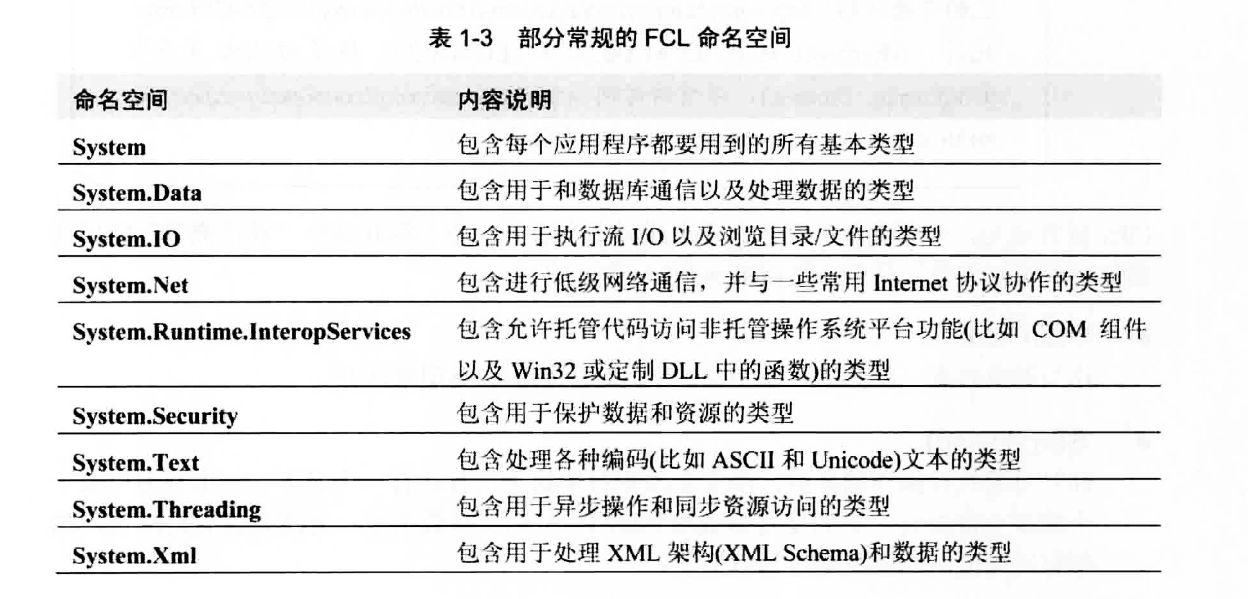 表 1-3 部分常规的 FCL 命名空间
命名空间 内容说明
System 包含每个应用程序都要用到的所有基本类型
System.Data 包含用于和数据库通信以及处理数据的类型
System.IO 包含用于执行流 I/O 以及浏览目录/文件的类型
System.Net 包含进行低级网络通信，并与一些常用 Internet 协议协作的类型
System.Runtime.InteropServices 包含允许托管代码访问非托管操作系统平台功能(比如 COM 组件
以及 Win32 或定制 DLL 中的函数)的类型
System.Security 包含用于保护数据和资源的类型
System.Text 包含处理各种编码(比如 ASCII 和 Unicode)文本的类型
System.Threading 包含用于异步操作和同步资源访问的类型
System.Xml 包含用于处理 XML 架构(XML Schema)和数据的类型